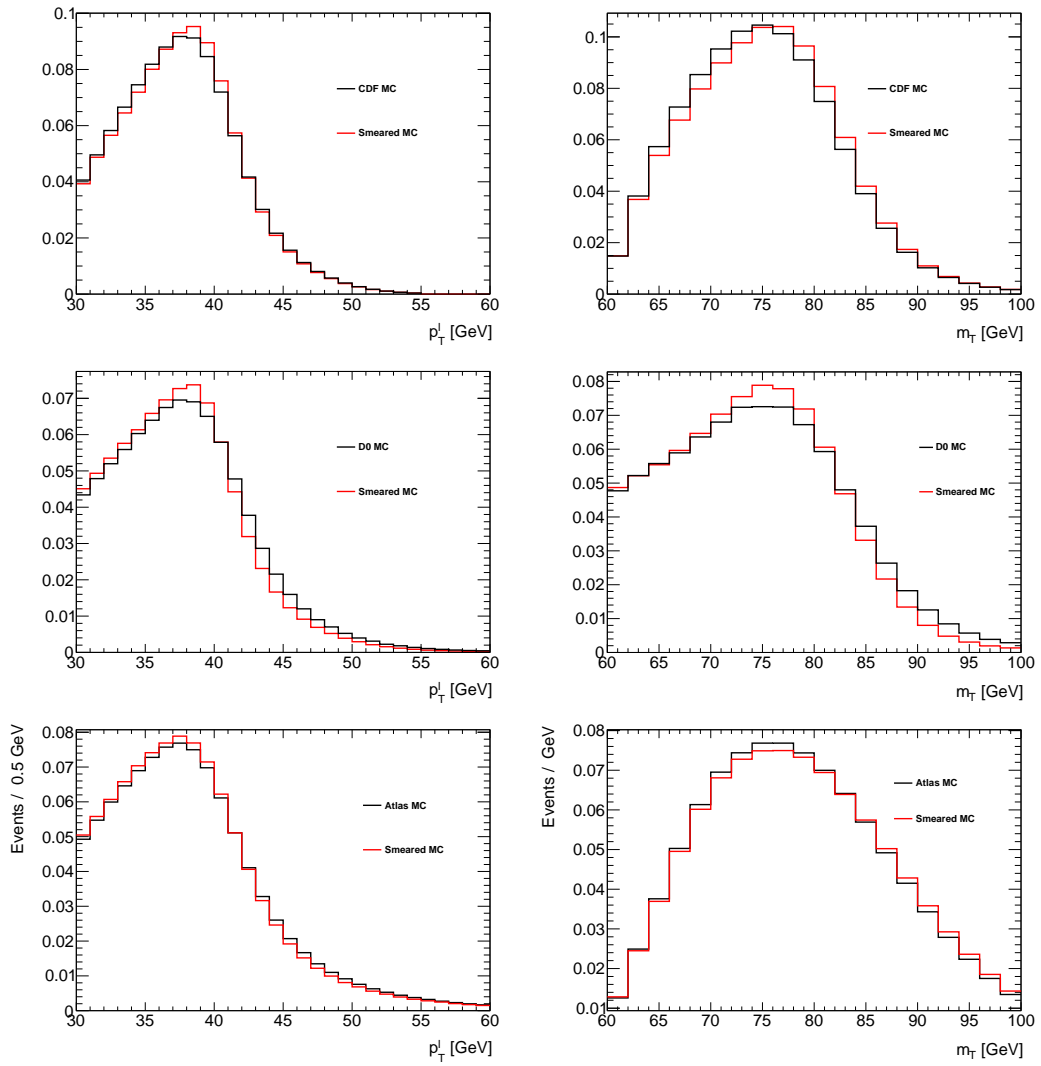 0.1
0.08
0.06
0.04
0.02
0
CDF MC
Smeared MC
30 35 40 45 50 55 60
p_T^l [GeV]
0.1
0.08
0.06
0.04
0.02
0
CDF MC
Smeared MC
60 65 70 75 80 85 90 95 100
m_T [GeV]
0.07
0.06
0.05
0.04
0.03
0.02
0.01
0
D0 MC
Smeared MC
30 35 40 45 50 55 60
p_T^l [GeV]
0.08
0.07
0.06
0.05
0.04
0.03
0.02
0.01
0
D0 MC
Smeared MC
60 65 70 75 80 85 90 95 100
m_T [GeV]
Events / 0.5 GeV
0.08
0.07
0.06
0.05
0.04
0.03
0.02
0.01
0
Atlas MC
Smeared MC
30 35 40 45 50 55 60
p_T^l [GeV]
Events / GeV
0.08
0.07
0.06
0.05
0.04
0.03
0.02
0.01
Atlas MC
Smeared MC
60 65 70 75 80 85 90 95 100
m_T [GeV]